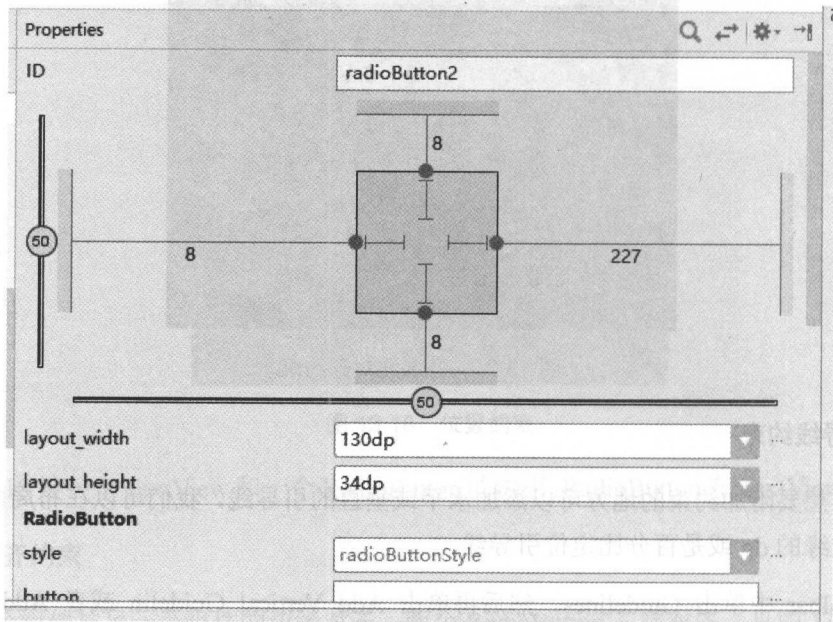 Properties
ID
radioButton2
8
50
8
227
8
50
layout_width
130dp
layout_height
34dp
RadioButton
style
radioButtonStyle
button